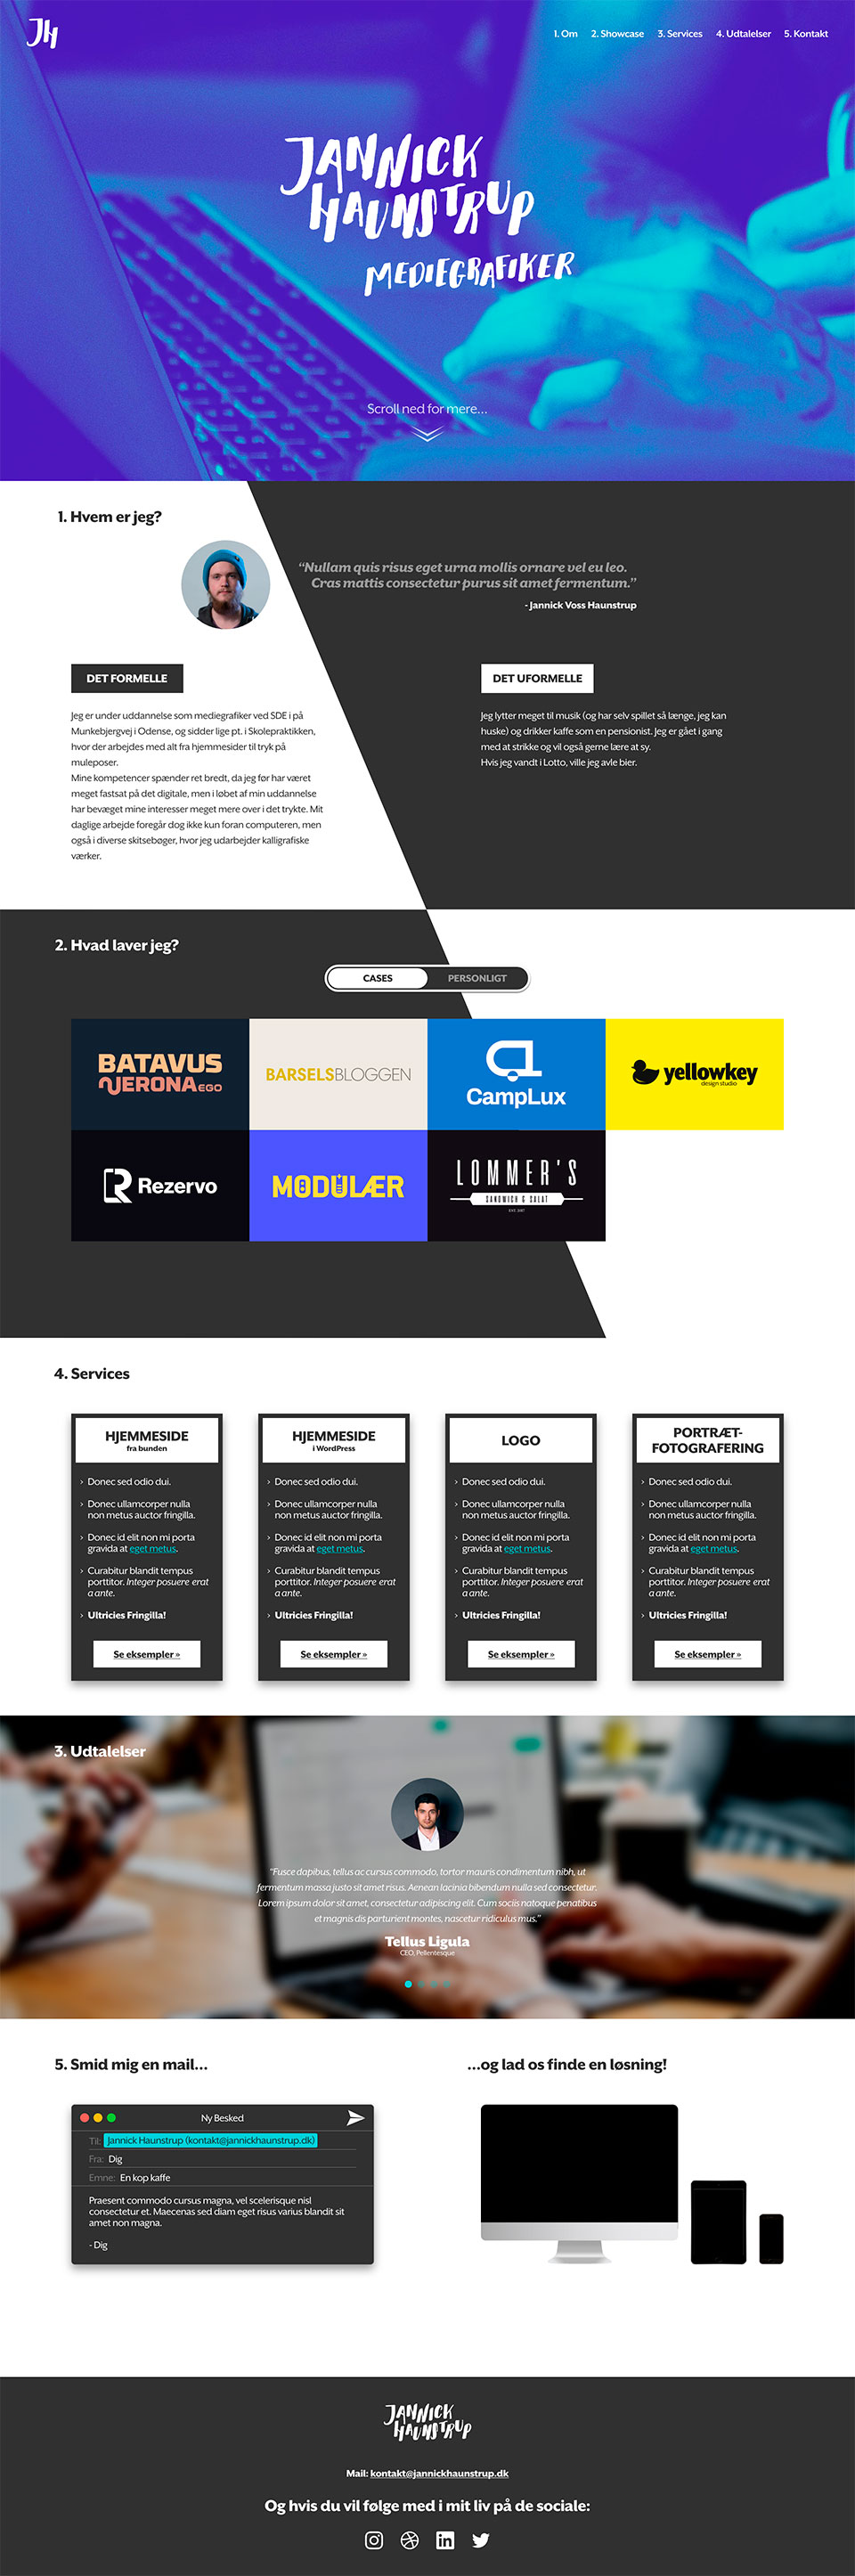 JH
1. Om
2. Showcase
3. Services
4. Udtalelser
5. Kontakt
JANNICK
HAUNSTRUP
MEDIEGRAFIKER
Scroll ned for mere...
1. Hvem er jeg?
“Nullam quis risus eget urna mollis ornare vel eu leo.
Cras mattis consectetur purus sit amet fermentum.”
- Jannick Voss Haunstrup
DET FORMELLE
Jeg er under uddannelse som mediegrafiker ved SDE i på
Munkebjergvej i Odense, og sidder lige pt. i Skolepraktikken,
hvor der arbejdes med alt fra hjemmesider til tryk på
muleposer.
Mine kompetencer spænder ret bredt, da jeg før har været
meget fastsat på det digitale, men i løbet af min uddannelse
har bevæget mine interesser meget mere over i det trykte. Mit
daglige arbejde foregår dog ikke kun foran computeren, men
også i diverse skitsebøger, hvor jeg udarbejder kalligrafiske
værker.
DET UFORMELLE
Jeg lytter meget til musik (og har selv spillet så længe, jeg kan
huske) og drikker kaffe som en pensionist. Jeg er gået i gang
med at strikke og vil også gerne lære at sy.
Hvis jeg vandt i Lotto, ville jeg avle bier.
2. Hvad laver jeg?
CASES
PERSONLIGT
BATAVUS
VERONA EGO
BARSELSBLOGGEN
CampLux
yellowkey
design studio
Rezervo
MODULÆR
LOMMER'S
SANDWICH & SALAT
4. Services
HJEMMESIDE
fra bunden
› Donec sed odio dui.
› Donec ullamcorper nulla
non metus auctor fringilla.
› Donec id elit non mi porta
gravida at eget metus.
› Curabitur blandit tempus
porttitor. Integer posuere erat
a ante.
› Ultricies Fringilla!
Se eksempler »
HJEMMESIDE
i WordPress
› Donec sed odio dui.
› Donec ullamcorper nulla
non metus auctor fringilla.
› Donec id elit non mi porta
gravida at eget metus.
› Curabitur blandit tempus
porttitor. Integer posuere erat
a ante.
› Ultricies Fringilla!
Se eksempler »
LOGO
› Donec sed odio dui.
› Donec ullamcorper nulla
non metus auctor fringilla.
› Donec id elit non mi porta
gravida at eget metus.
› Curabitur blandit tempus
porttitor. Integer posuere erat
a ante.
› Ultricies Fringilla!
Se eksempler »
PORTRÆT-
FOTOGRAFERING
› Donec sed odio dui.
› Donec ullamcorper nulla
non metus auctor fringilla.
› Donec id elit non mi porta
gravida at eget metus.
› Curabitur blandit tempus
porttitor. Integer posuere erat
a ante.
› Ultricies Fringilla!
Se eksempler »
3. Udtalelser
“Fusce dapibus, tellus ac cursus commodo, tortor mauris condimentum nibh, ut
fermentum massa justo sit amet risus. Aenean lacinia bibendum nulla sed consectetur.
Lorem ipsum dolor sit amet, consectetur adipiscing elit. Cum sociis natoque penatibus
et magnis dis parturient montes, nascetur ridiculus mus.”
Tellus Ligula
CEO, Pellentesque
5. Smid mig en mail...
Ny Besked
Til: Jannick Haunstrup (kontakt@jannickhaunstrup.dk)
Fra: Dig
Emne: En kop kaffe
Praesent commodo cursus magna, vel scelerisque nisl
consectetur et. Maecenas sed diam eget risus varius blandit sit
amet non magna.
- Dig
...og lad os finde en løsning!
JANNICK
HAUNSTRUP
Mail: kontakt@jannickhaunstrup.dk
Og hvis du vil følge med i mit liv på de sociale: